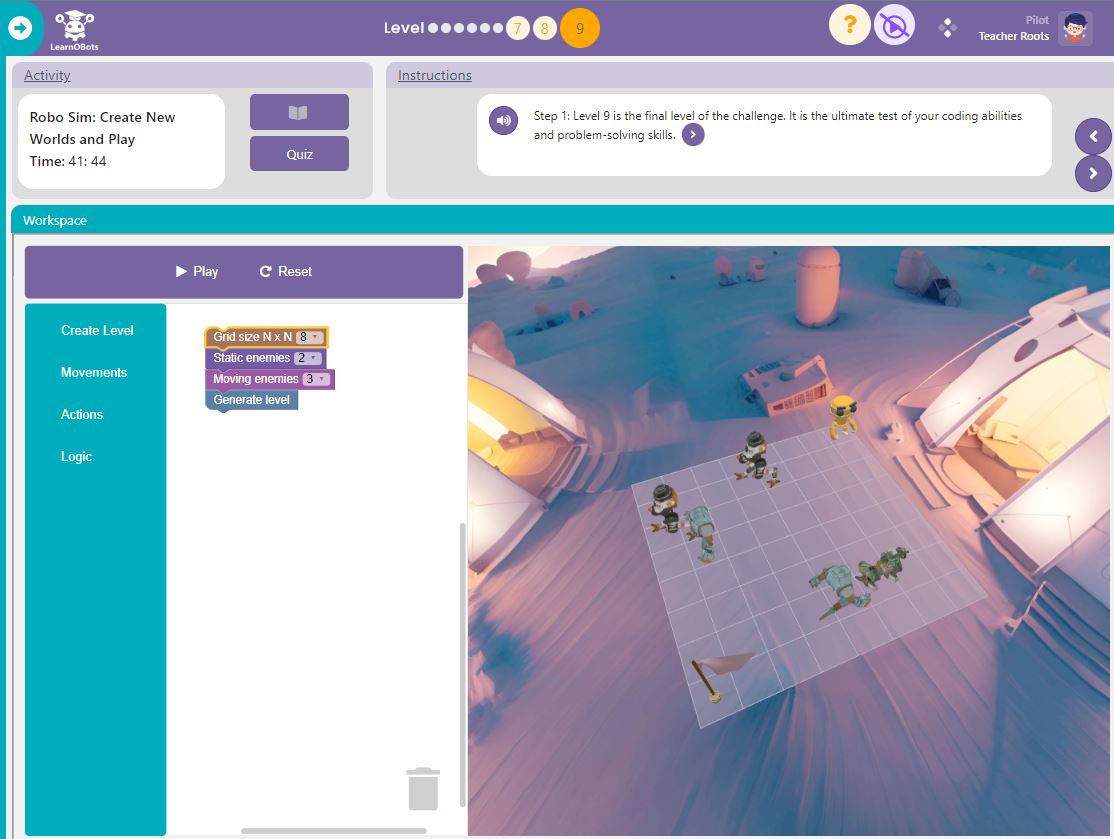 LearnOBots
Level
7
8
9
?
Pilot
Teacher Roots
Activity
Robo Sim: Create New
Worlds and Play
Time: 41: 44
Quiz
Instructions
Step 1: Level 9 is the final level of the challenge. It is the ultimate test of your coding abilities
and problem-solving skills.
Workspace
Play
Reset
Create Level
Movements
Actions
Logic
Grid size N x N 8
Static enemies 2
Moving enemies 3
Generate level